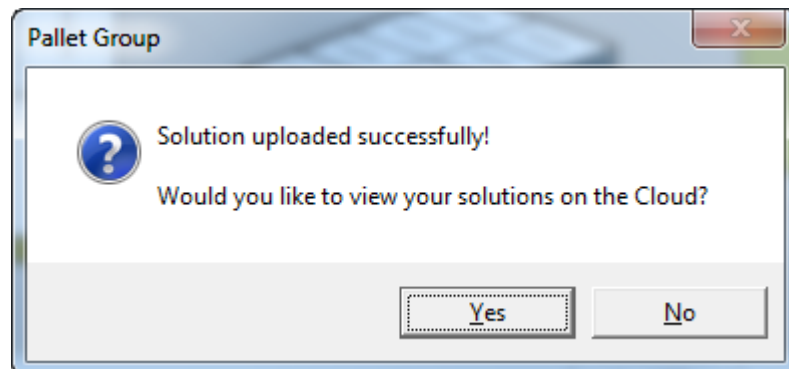 Pallet Group
Solution uploaded successfully!
Would you like to view your solutions on the Cloud?
Yes
No